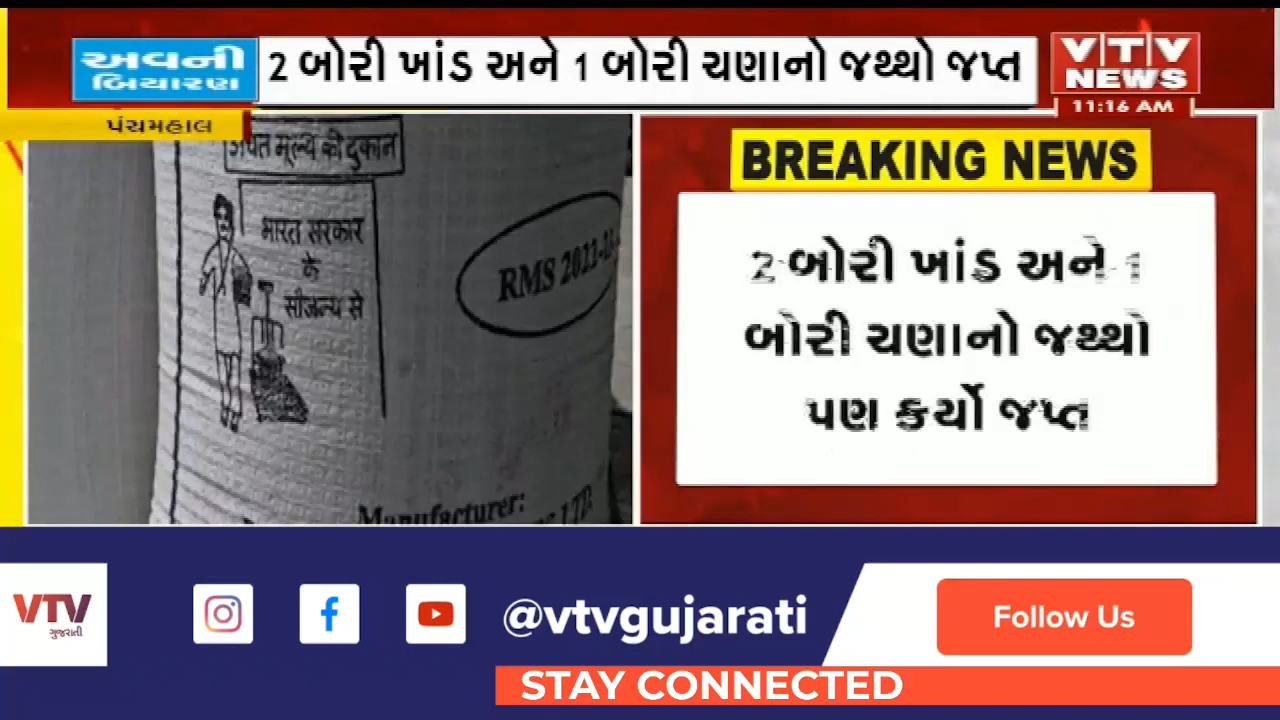 અવની
બિયારણ
2 બોરી ખાંડ અને 1 બોરી ચણાનો જથ્થો જપ્ત
VTV
NEWS
11:16 AM
પંચમહાલ
मूल्य की दुकान
भारत सरकार
के
सौजन्य से
RMS
Manufacturer:
LTD.
BREAKING NEWS
2 બોરી ખાંડ અને 1
બોરી ચણાનો જથ્થો
પણ કર્યો જપ્ત
VTV
ગુજરાતી
@vtvgujarati
Follow Us
STAY CONNECTED